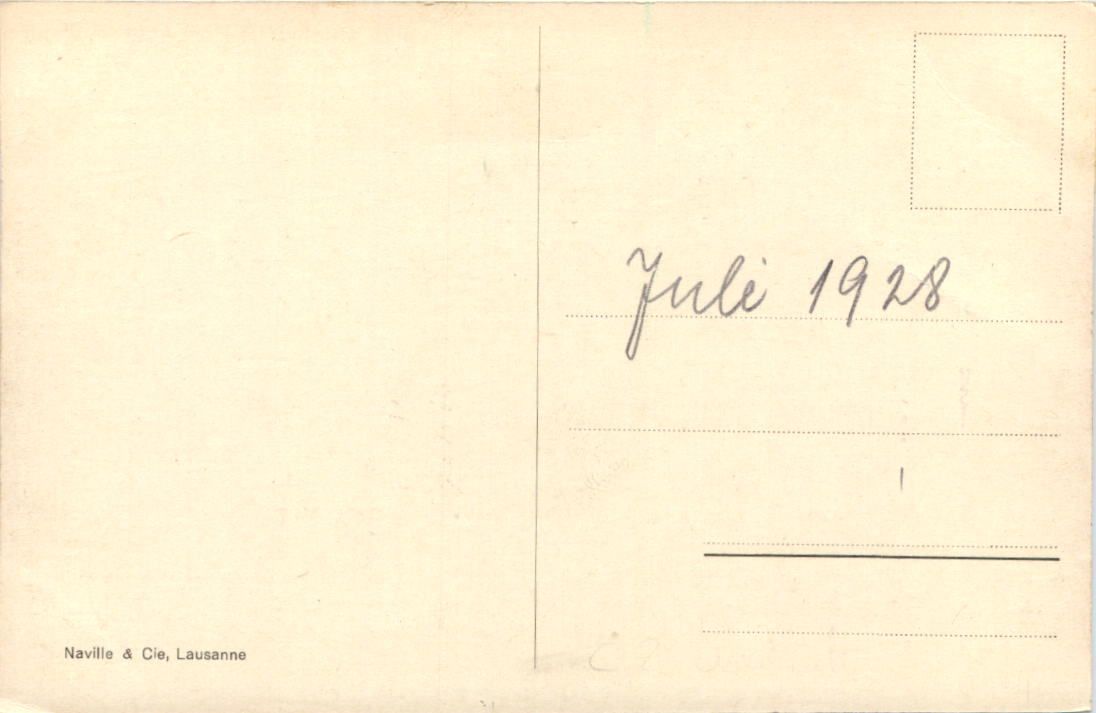 Juli 1928
Naville & Cie, Lausanne